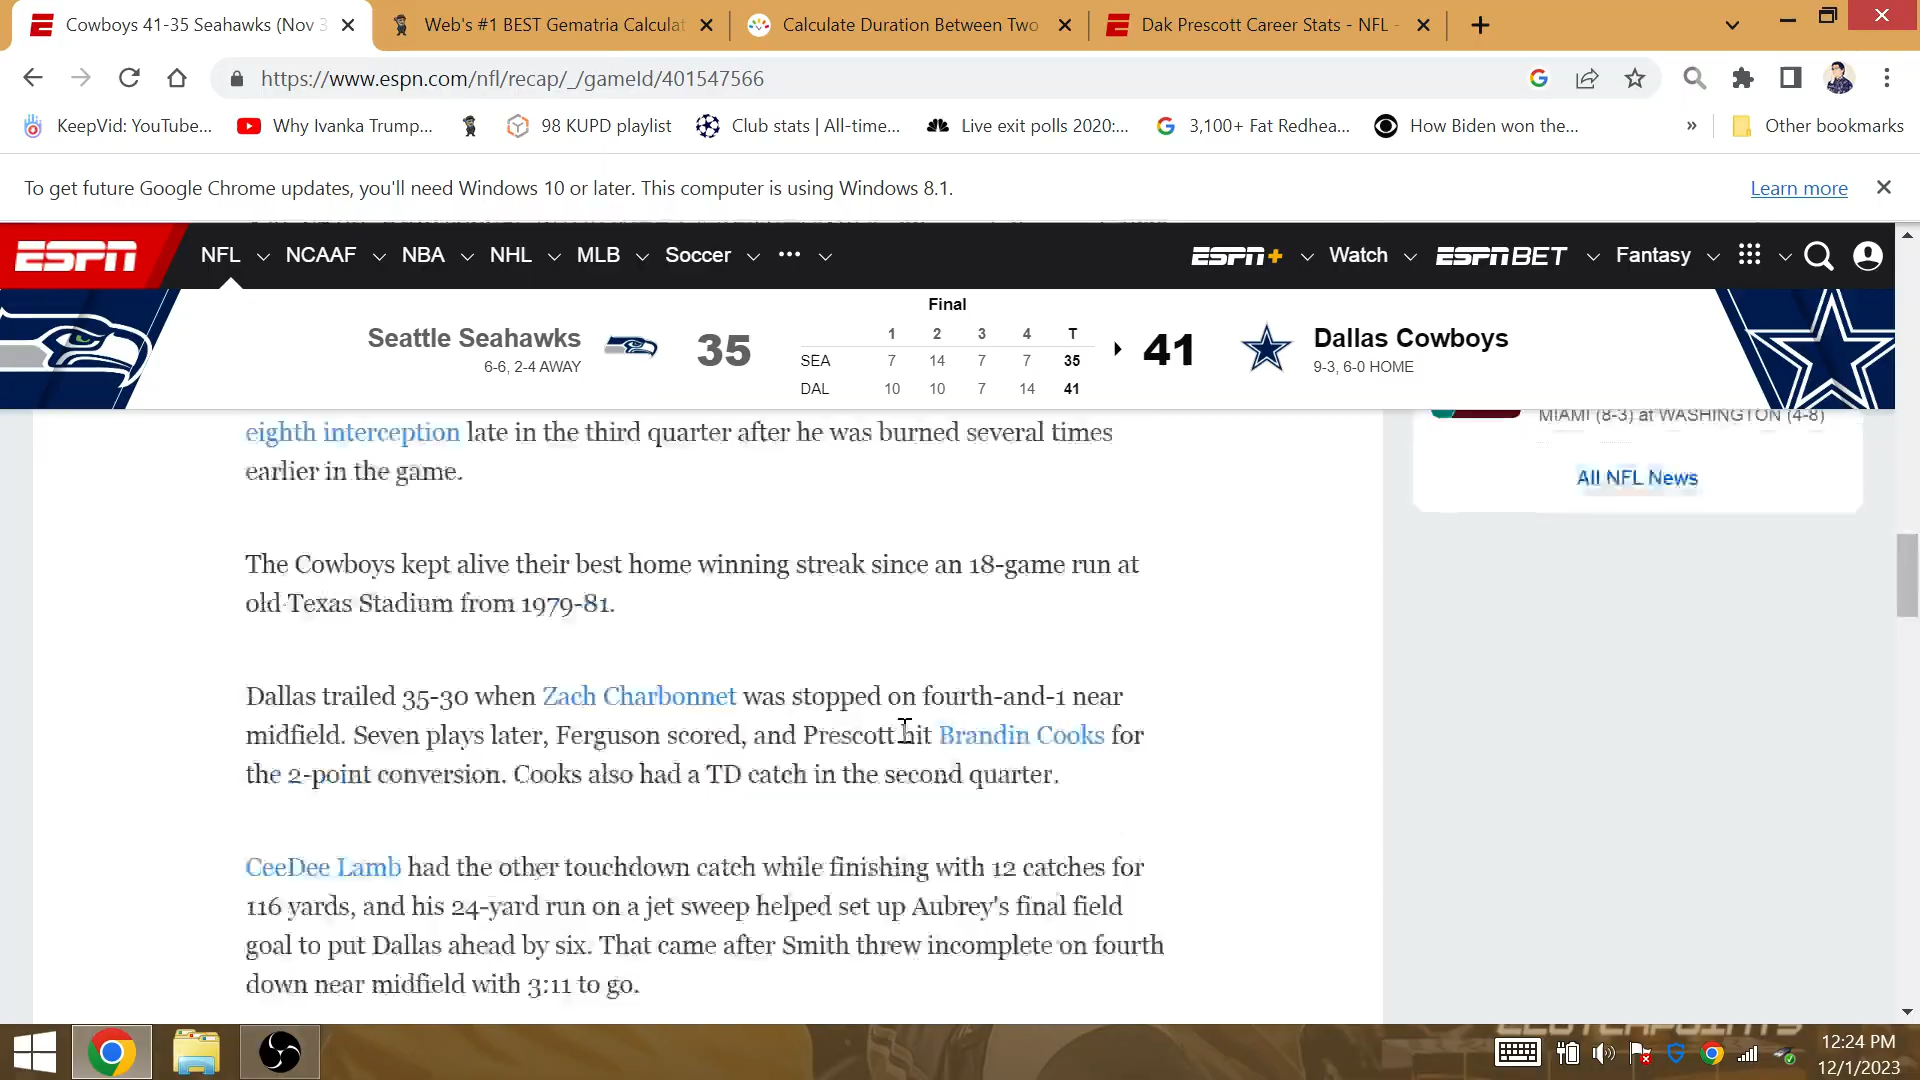 Cowboys 41-35 Seahawks (Nov 3
Web's #1 BEST Gematria Calculat
Calculate Duration Between Two
Dak Prescott Career Stats - NFL -
https://www.espn.com/nfl/recap/_/gameId/401547566
KeepVid: YouTube...
Why Ivanka Trump...
98 KUPD playlist
Club stats | All-time...
Live exit polls 2020:...
3,100+ Fat Redhea...
How Biden won the...
»
Other bookmarks
To get future Google Chrome updates, you'll need Windows 10 or later. This computer is using Windows 8.1.
Learn more
ESPN
NFL
NCAAF
NBA
NHL
MLB
Soccer
ESPN+
Watch
ESPN BET
Fantasy
Final
Seattle Seahawks
6-6, 2-4 AWAY
35
1 2 3 4 T
SEA 7 14 7 7 35
DAL 10 10 7 14 41
41
Dallas Cowboys
9-3, 6-0 HOME
eighth interception late in the third quarter after he was burned several times
earlier in the game.
MIAMI (8-3) at WASHINGTON (4-8)
All NFL News
The Cowboys kept alive their best home winning streak since an 18-game run at
old Texas Stadium from 1979-81.
Dallas trailed 35-30 when Zach Charbonnet was stopped on fourth-and-1 near
midfield. Seven plays later, Ferguson scored, and Prescott hit Brandin Cooks for
the 2-point conversion. Cooks also had a TD catch in the second quarter.
CeeDee Lamb had the other touchdown catch while finishing with 12 catches for
116 yards, and his 24-yard run on a jet sweep helped set up Aubrey's final field
goal to put Dallas ahead by six. That came after Smith threw incomplete on fourth
down near midfield with 3:11 to go.
CLUTCHPOINTS
12:24 PM
12/1/2023